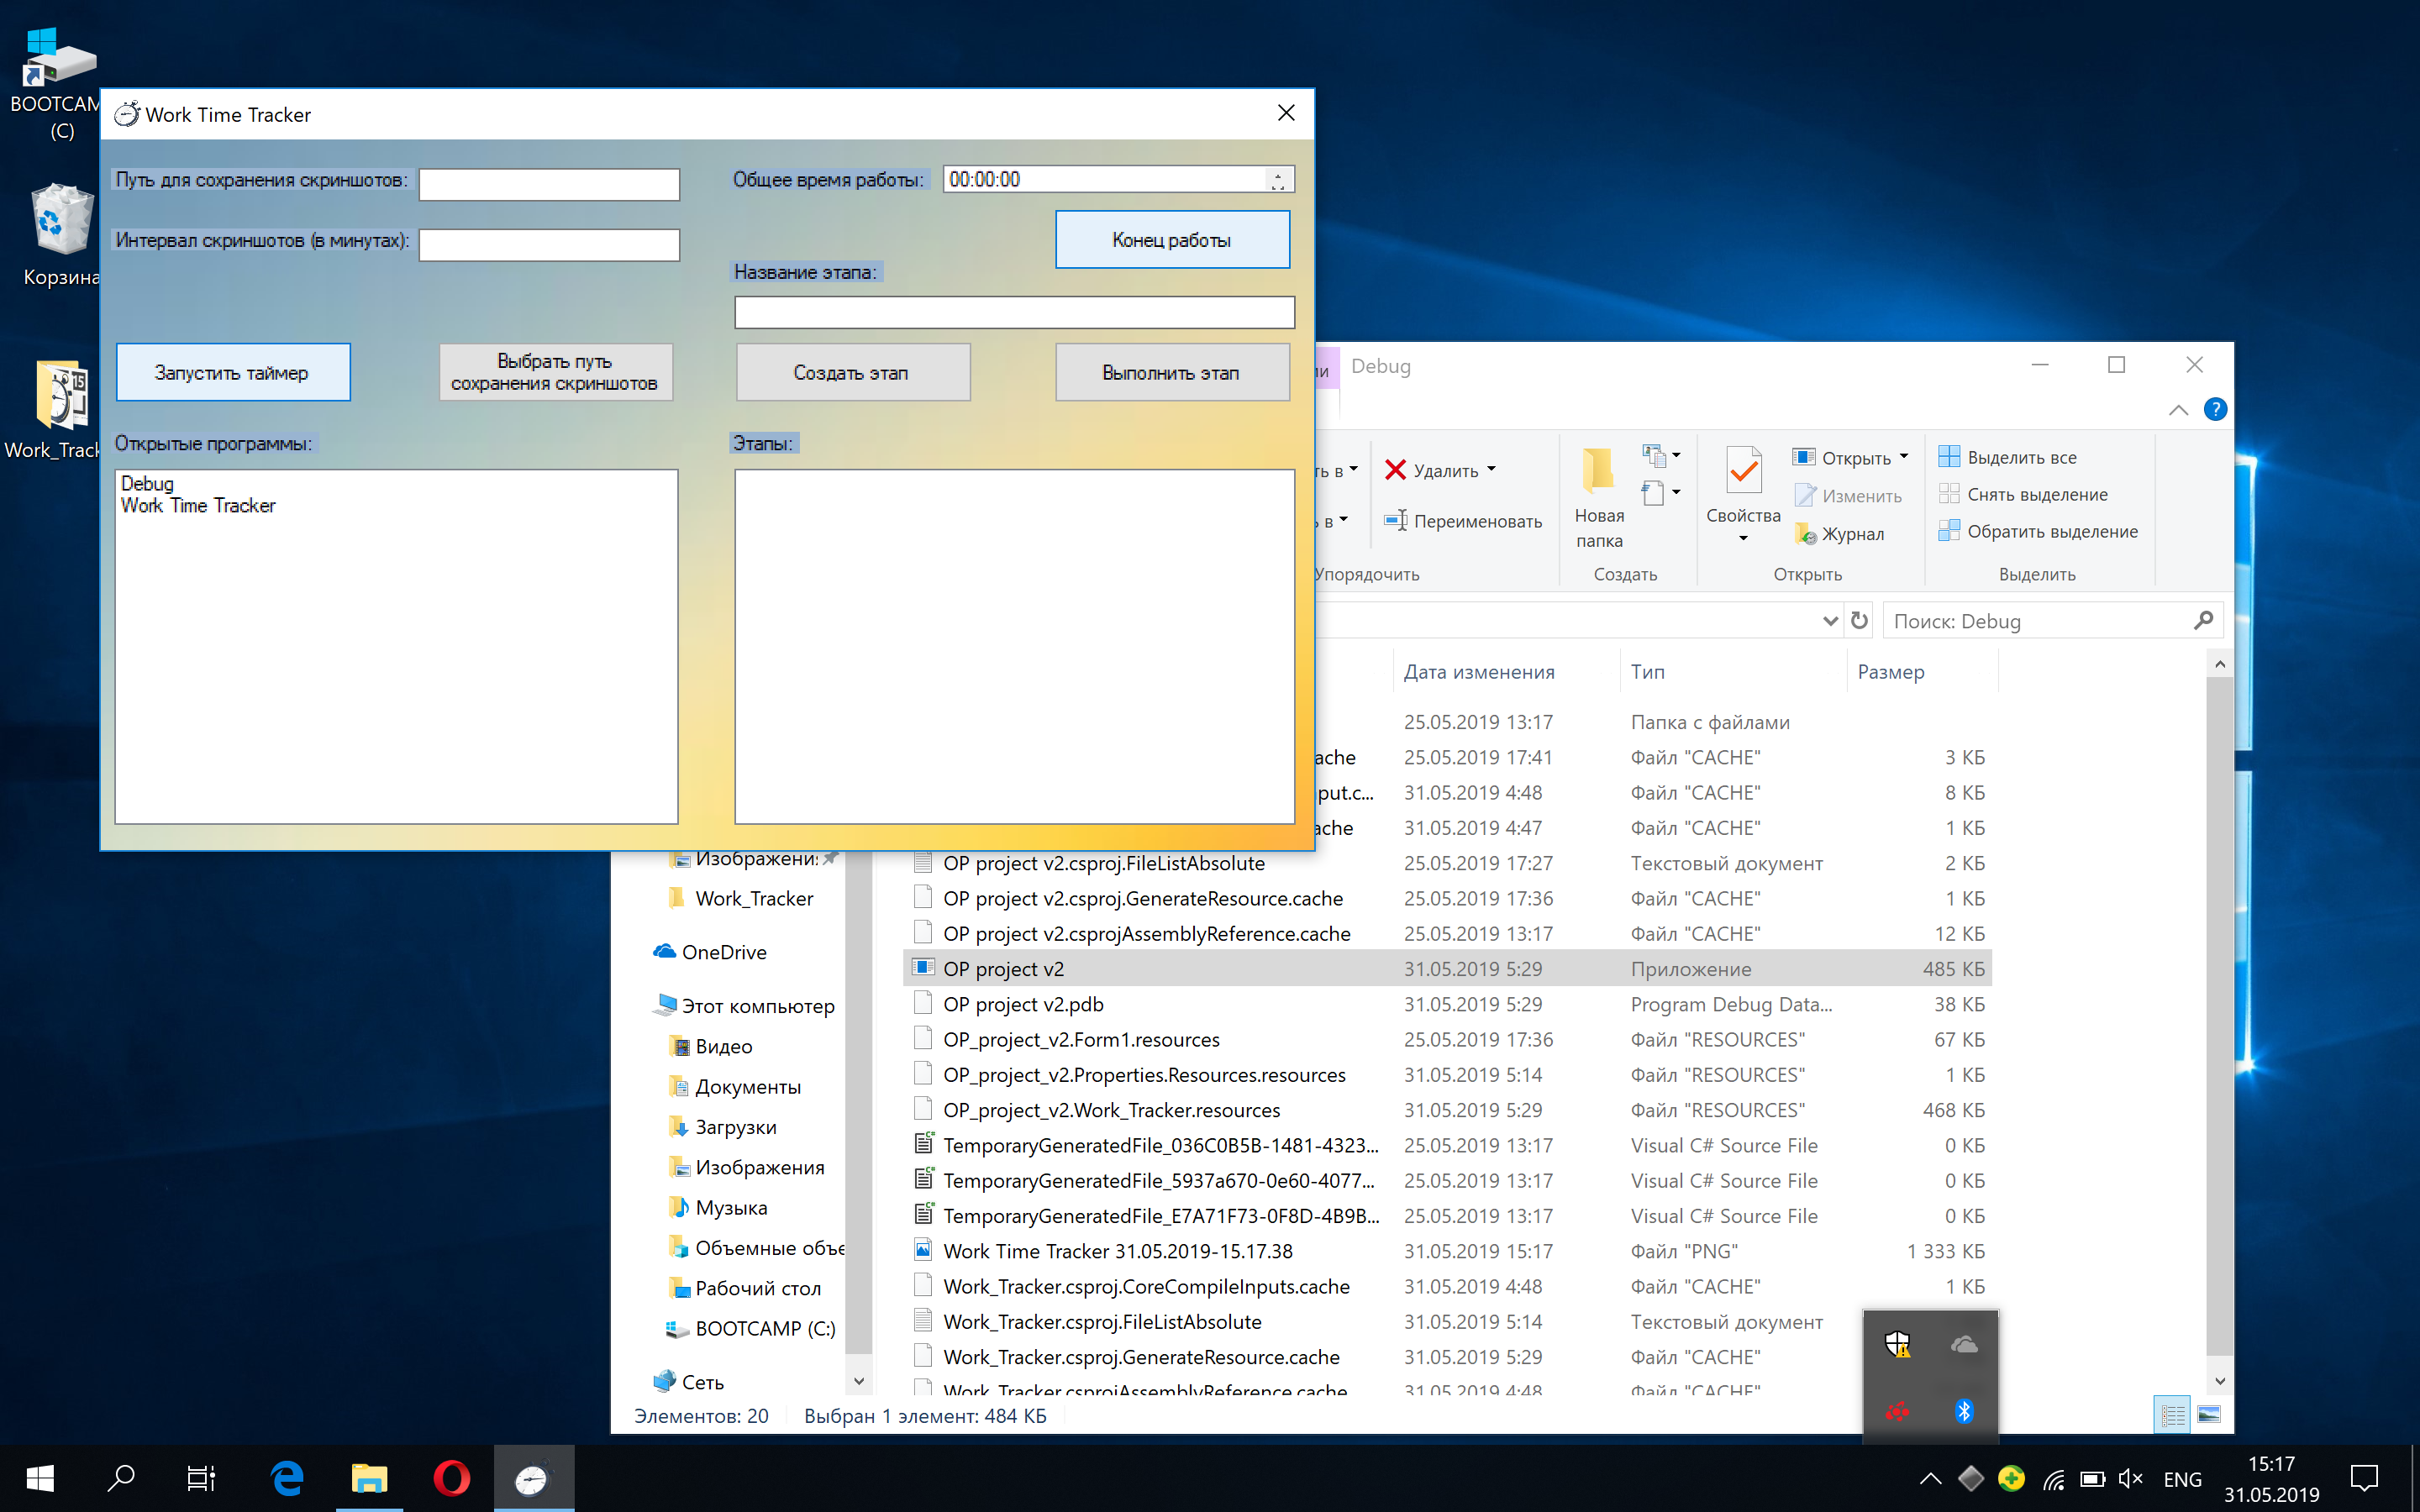 BOOTCAM
(C)
Корзина
Work_Track
Work Time Tracker
Путь для сохранения скриншотов:
Интервал скриншотов (в минутах):
Запустить таймер
Выбрать путь
сохранения скриншотов
Открытые программы:
Debug
Work Time Tracker
Общее время работы:
00:00:00
Конец работы
Название этапа:
Создать этап
Выполнить этап
Этапы:
Debug
?
ть в
в
Удалить
Переименовать
Упорядочить
Новая
папка
Создать
Свойства
Открыть
Изменить
Журнал
Открыть
Выделить все
Снять выделение
Обратить выделение
Выделить
Поиск: Debug
Дата изменения Тип Размер
25.05.2019 13:17 Папка с файлами
ache 25.05.2019 17:41 Файл "CACHE" 3 КБ
put.c... 31.05.2019 4:48 Файл "CACHE" 8 КБ
ache 31.05.2019 4:47 Файл "CACHE" 1 КБ
OP project v2.csproj.FileListAbsolute 25.05.2019 17:27 Текстовый документ 2 КБ
OP project v2.csproj.GenerateResource.cache 25.05.2019 17:36 Файл "CACHE" 1 КБ
OP project v2.csprojAssemblyReference.cache 25.05.2019 13:17 Файл "CACHE" 12 КБ
OP project v2 31.05.2019 5:29 Приложение 485 КБ
OP project v2.pdb 31.05.2019 5:29 Program Debug Data... 38 КБ
OP_project_v2.Form1.resources 25.05.2019 17:36 Файл "RESOURCES" 67 КБ
OP_project_v2.Properties.Resources.resources 31.05.2019 5:14 Файл "RESOURCES" 1 КБ
OP_project_v2.Work_Tracker.resources 31.05.2019 5:29 Файл "RESOURCES" 468 КБ
TemporaryGeneratedFile_036C0B5B-1481-4323... 25.05.2019 13:17 Visual C# Source File 0 КБ
TemporaryGeneratedFile_5937a670-0e60-4077... 25.05.2019 13:17 Visual C# Source File 0 КБ
TemporaryGeneratedFile_E7A71F73-0F8D-4B9B... 25.05.2019 13:17 Visual C# Source File 0 КБ
Work Time Tracker 31.05.2019-15.17.38 31.05.2019 15:17 Файл "PNG" 1 333 КБ
Work_Tracker.csproj.CoreCompileInputs.cache 31.05.2019 4:48 Файл "CACHE" 1 КБ
Work_Tracker.csproj.FileListAbsolute 31.05.2019 5:14 Текстовый документ
Work_Tracker.csproj.GenerateResource.cache 31.05.2019 5:29 Файл "CACHE"
Work_Tracker.csprojAssemblyReference.cache 31.05.2019 4:48 Файл "CACHE"
Изображения
Work_Tracker
OneDrive
Этот компьютер
Видео
Документы
Загрузки
Изображения
Музыка
Объемные объе
Рабочий стол
BOOTCAMP (C:)
Сеть
Элементов: 20
Выбран 1 элемент: 484 КБ
ENG
15:17
31.05.2019